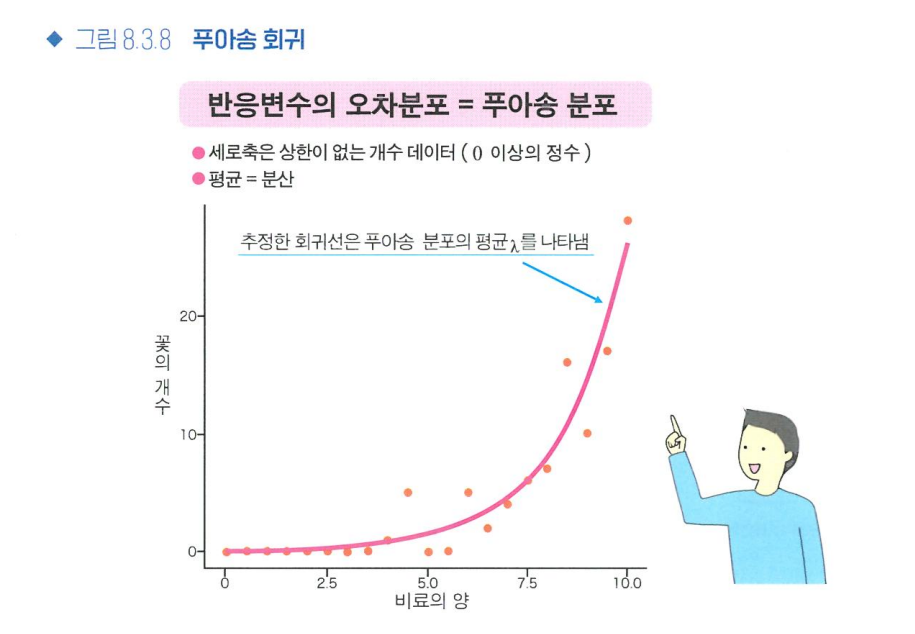 ◆ 그림 8.3.8 푸아송 회귀
반응변수의 오차분포 = 푸아송 분포
● 세로축은 상한이 없는 개수 데이터 ( 0 이상의 정수 )
● 평균 = 분산
추정한 회귀선은 푸아송 분포의 평균 λ를 나타냄
꽃의 개수
20
10
0
0 2.5 5.0 7.5 10.0
비료의 양